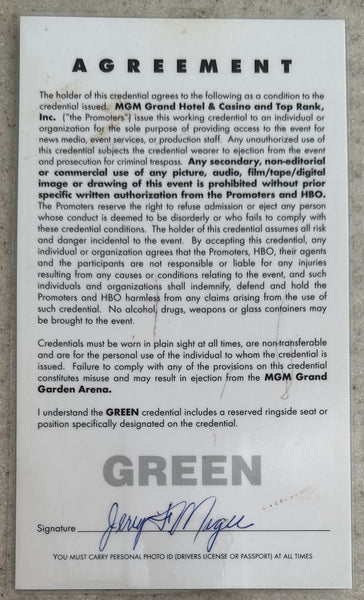 AGREEMENT
The holder of this credential agrees to the following as a condition to the
credential issued. MGM Grand Hotel & Casino and Top Rank,
Inc. ("the Promoters") issue this working credential to an individual or
organization for the sole purpose of providing access to the event for
news media, event services, or production staff. Any unauthorized use of
this credential subjects the credential wearer to ejection from the event
and prosecution for criminal trespass. Any secondary, non-editorial
or commercial use of any picture, audio, film/tape/digital
image or drawing of this event is prohibited without prior
specific written authorization from the Promoters and HBO.
The Promoters reserve the right to refuse admission or eject any person
whose conduct is deemed to be disorderly or who fails to comply with
these credential conditions. The holder of this credential assumes all risk
and danger incidental to the event. By accepting this credential, any
individual or organization agrees that the Promoters, HBO, their agents
and the participants are not responsible or liable for any injuries
resulting from any causes or conditions relating to the event, and such
individuals and organizations shall indemnify, defend and hold the
Promoters and HBO harmless from any claims arising from the use of
such credential. No alcohol, drugs, weapons or glass containers may
be brought to the event.
Credentials must be worn in plain sight at all times, are non-transferable
and are for the personal use of the individual to whom the credential is
issued. Failure to comply with any of the provisions on this credential
constitutes misuse and may result in ejection from the MGM Grand
Garden Arena.
I understand the GREEN credential includes a reserved ringside seat or
position specifically designated on the credential.
GREEN
Signature Jerry F. Magee
YOU MUST CARRY PERSONAL PHOTO ID (DRIVERS LICENSE OR PASSPORT) AT ALL TIMES